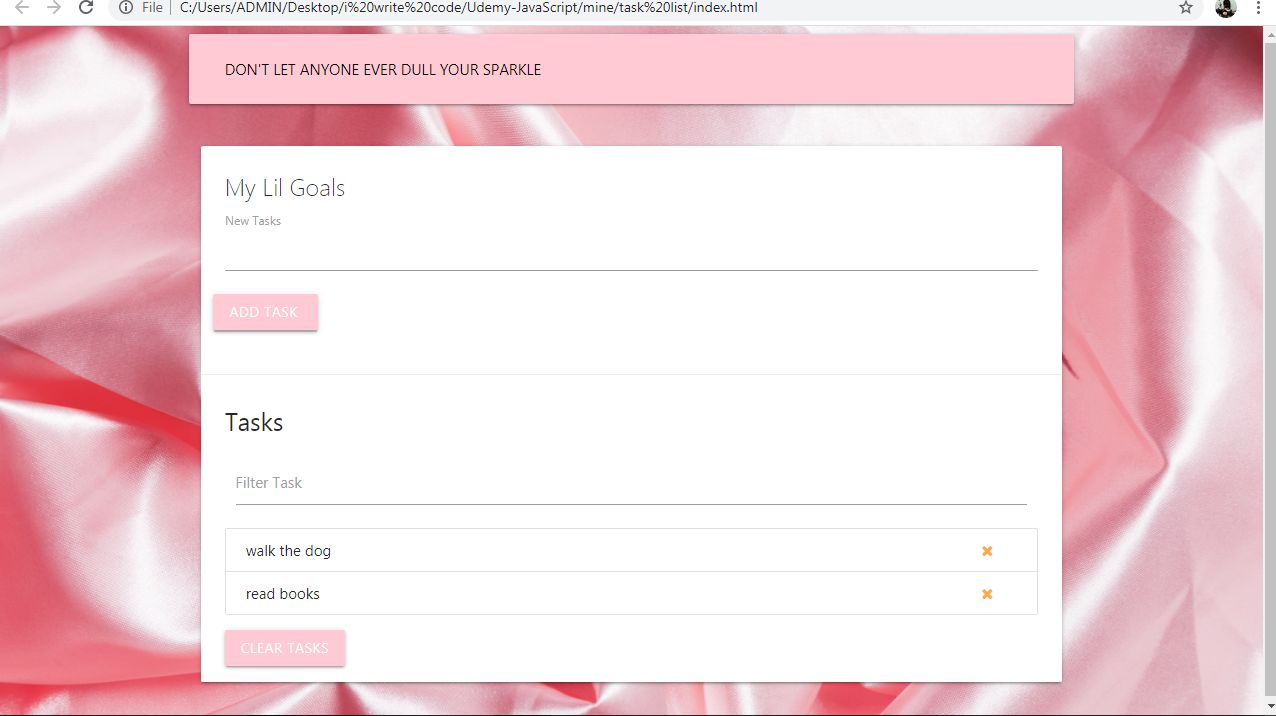 File
C:/Users/ADMIN/Desktop/i%20write%20code/Udemy-JavaScript/mine/task%20list/index.html
DON'T LET ANYONE EVER DULL YOUR SPARKLE
My Lil Goals
New Tasks
ADD TASK
Tasks
Filter Task
walk the dog
read books
CLEAR TASKS